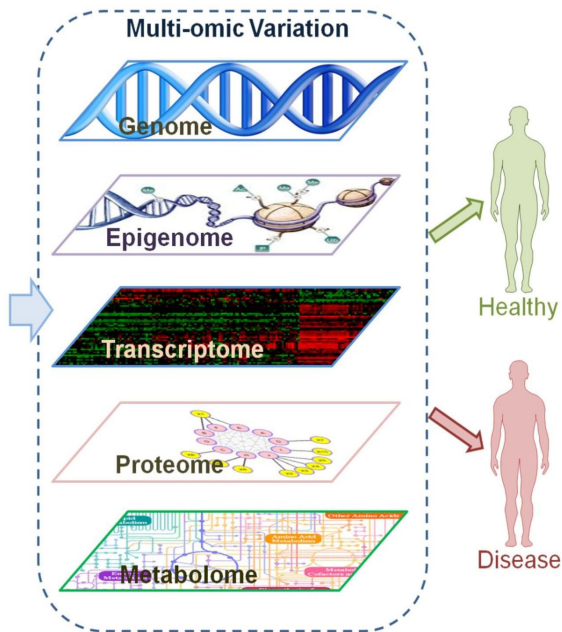 Multi-omic Variation
Genome
Epigenome
Transcriptome
Proteome
Metabolome
Other Amino Acids
Amino Acid
Metabolism
Healthy
Disease